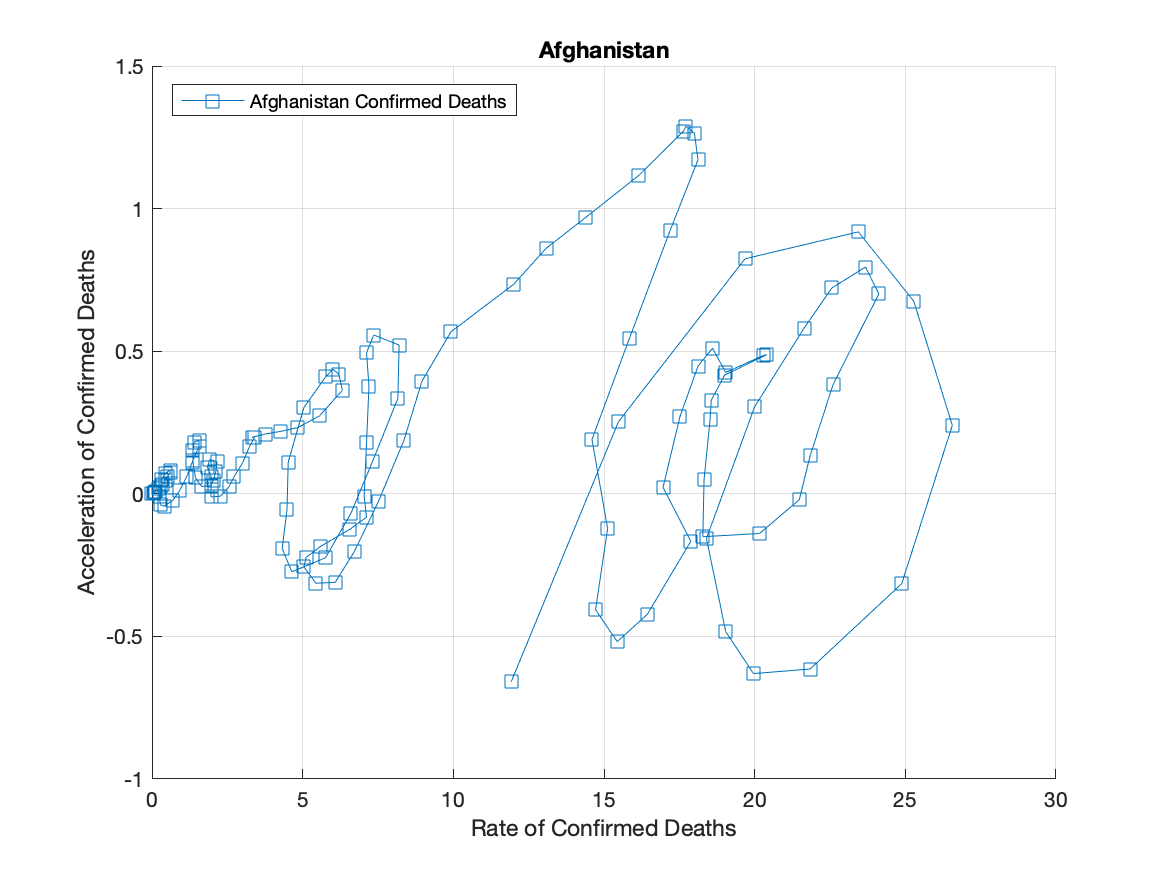 Afghanistan
1.5
Afghanistan Confirmed Deaths
1
0.5
0
-0.5
-1
Acceleration of Confirmed Deaths
0 5 10 15 20 25 30
Rate of Confirmed Deaths